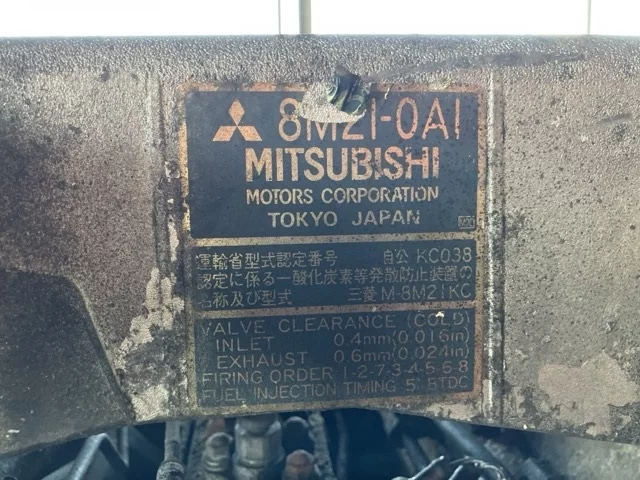 8M21-0A1
MITSUBISHI
MOTORS CORPORATION
TOKYO JAPAN
運輸省型式認定番号 自公 KC038
認定に係る一酸化炭素等発散防止装置の
名称及び型式 三菱 M-8M21KC
VALVE CLEARANCE (COLD)
INLET 0.4mm(0.016in)
EXHAUST 0.6mm(0.024in)
FIRING ORDER 1-2-7-3-4-5-6-8
FUEL INJECTION TIMING 5° BTDC